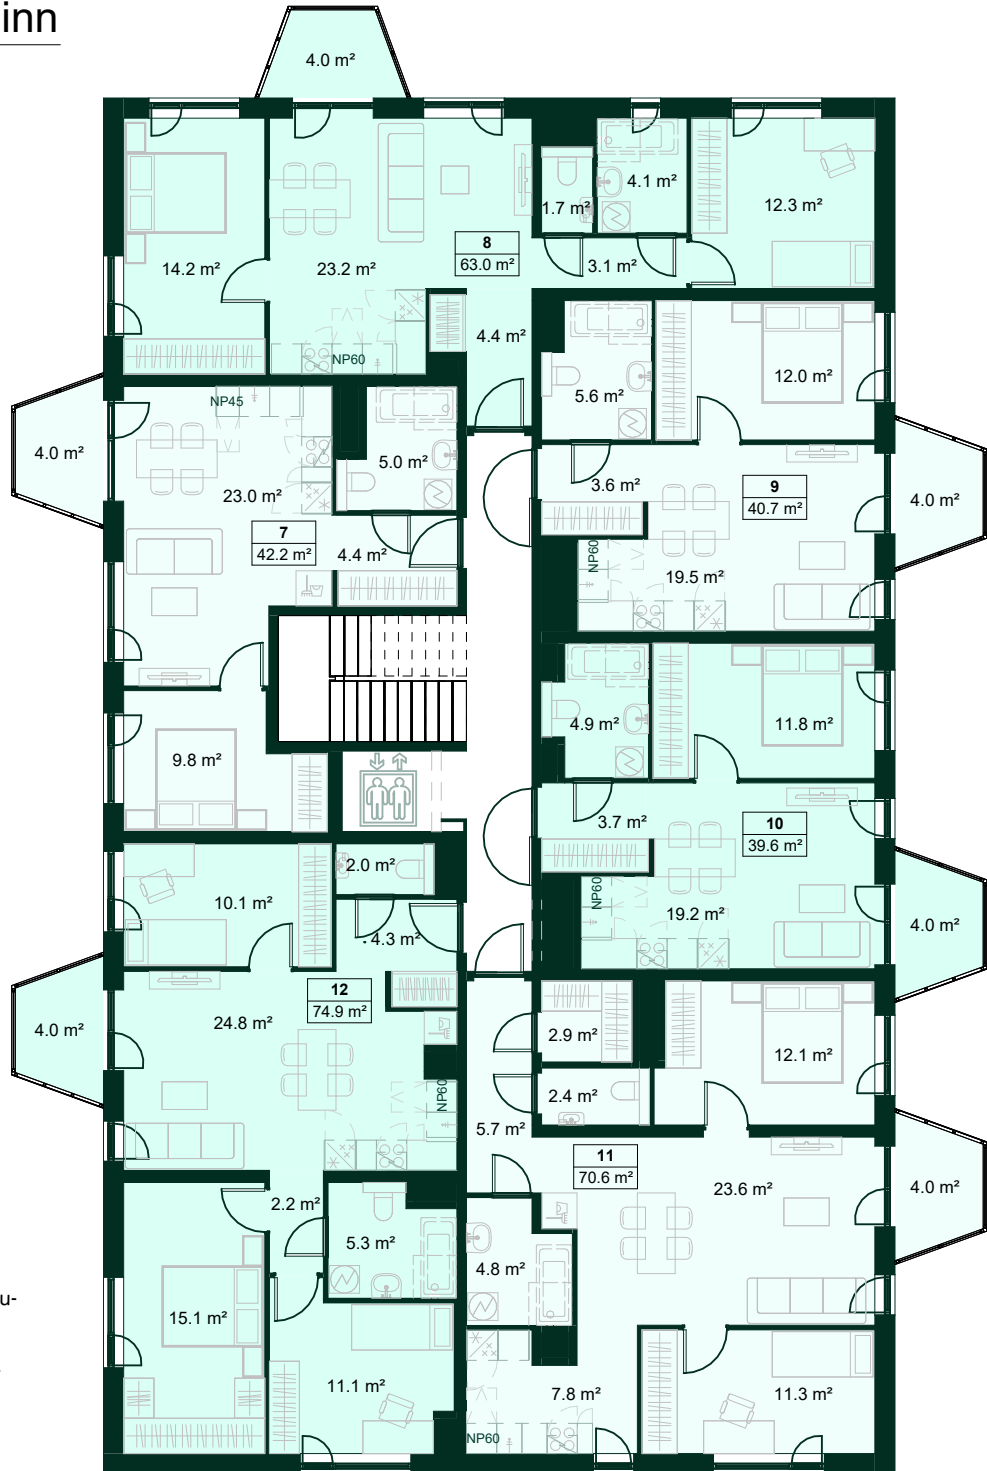 inn
4.0 m²
4.1 m²
1.7 m²
12.3 m²
8
63.0 m²
14.2 m²
23.2 m²
3.1 m²
4.4 m²
NP60
12.0 m²
5.6 m²
NP45
4.0 m²
5.0 m²
23.0 m²
3.6 m²
9
40.7 m²
4.0 m²
7
42.2 m²
4.4 m²
NP60
19.5 m²
4.9 m²
11.8 m²
9.8 m²
3.7 m²
10
39.6 m²
2.0 m²
10.1 m²
NP60
19.2 m²
4.0 m²
4.3 m²
12
74.9 m²
24.8 m²
4.0 m²
2.9 m²
12.1 m²
NP60
2.4 m²
5.7 m²
11
70.6 m²
23.6 m²
4.0 m²
2.2 m²
5.3 m²
4.8 m²
u-
15.1 m²
11.1 m²
7.8 m²
11.3 m²
NP60